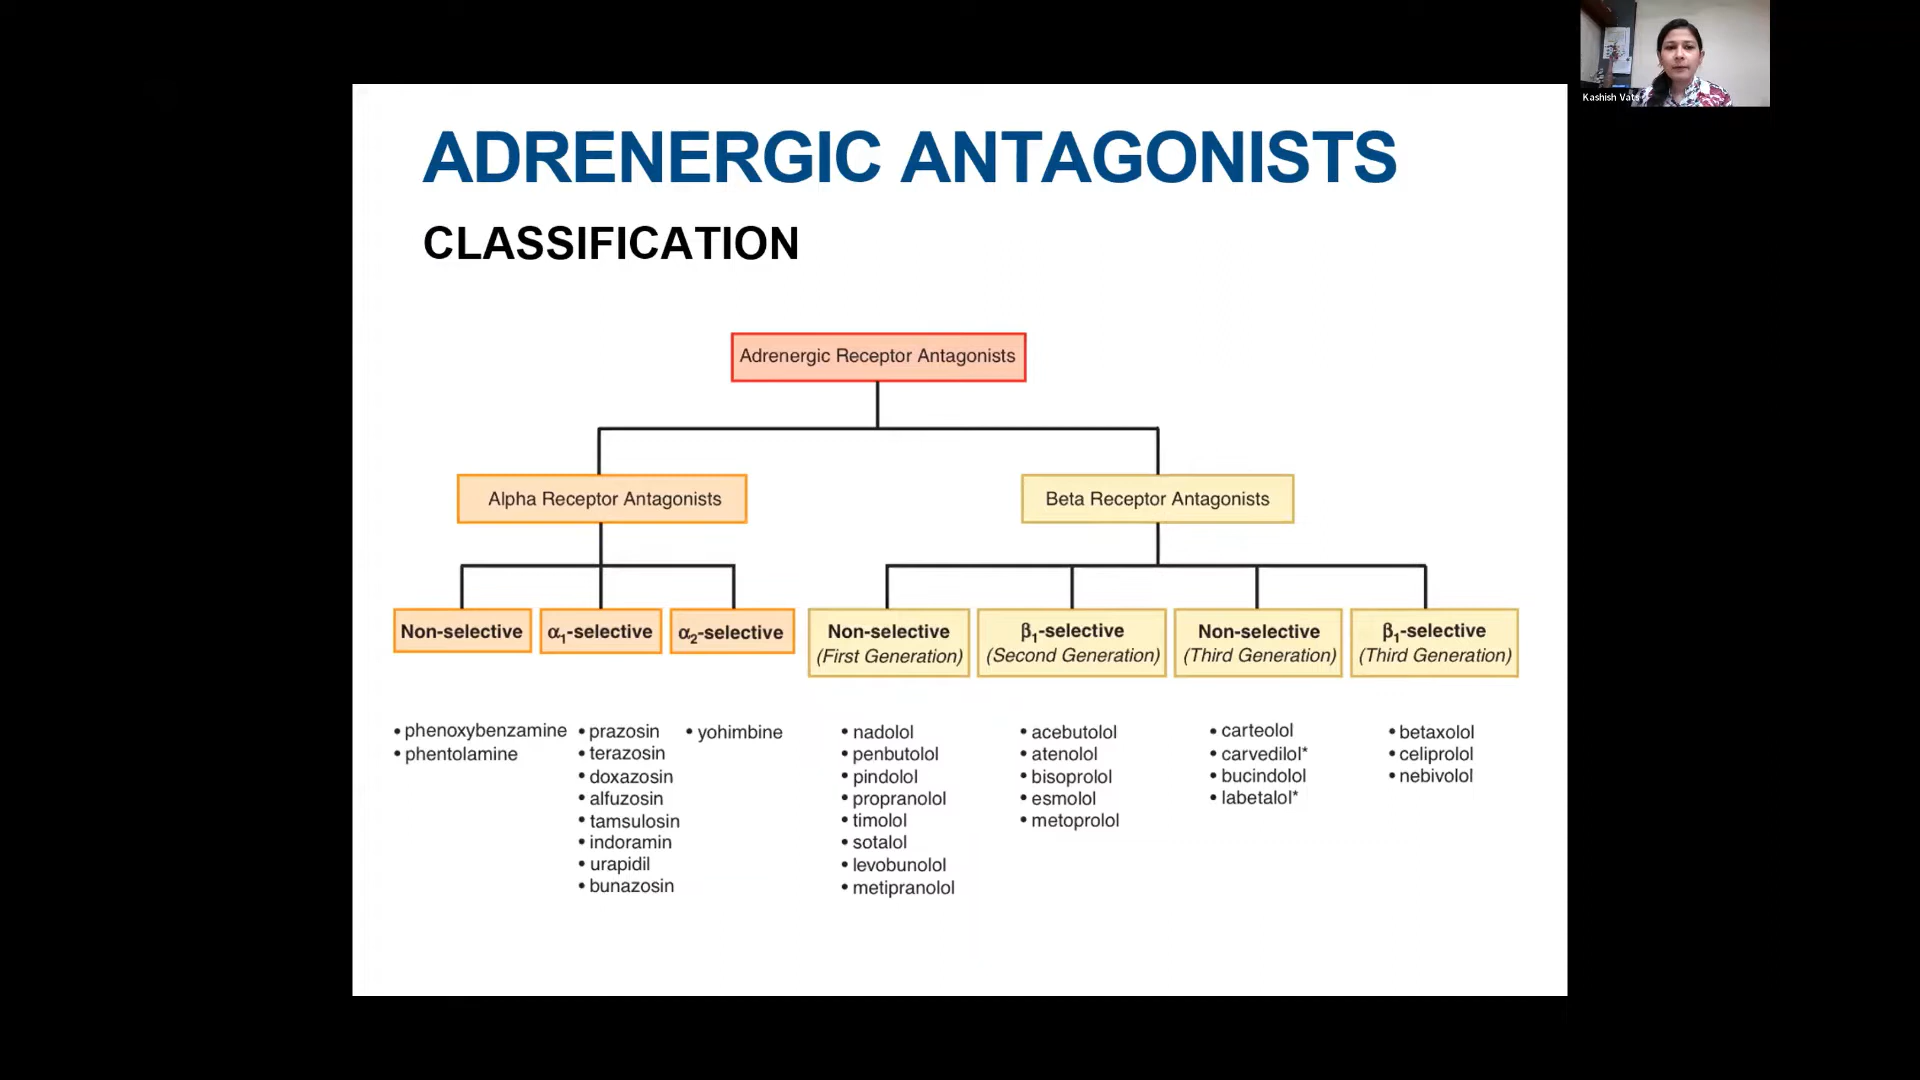 Kashish Vats
ADRENERGIC ANTAGONISTS
CLASSIFICATION
Adrenergic Receptor Antagonists
Alpha Receptor Antagonists
Beta Receptor Antagonists
Non-selective
α1-selective
α2-selective
Non-selective
(First Generation)
β1-selective
(Second Generation)
Non-selective
(Third Generation)
β1-selective
(Third Generation)
• phenoxybenzamine
• phentolamine
• prazosin
• terazosin
• doxazosin
• alfuzosin
• tamsulosin
• indoramin
• urapidil
• bunazosin
• yohimbine
• nadolol
• penbutolol
• pindolol
• propranolol
• timolol
• sotalol
• levobunolol
• metipranolol
• acebutolol
• atenolol
• bisoprolol
• esmolol
• metoprolol
• carteolol
• carvedilol*
• bucindolol
• labetalol*
• betaxolol
• celiprolol
• nebivolol